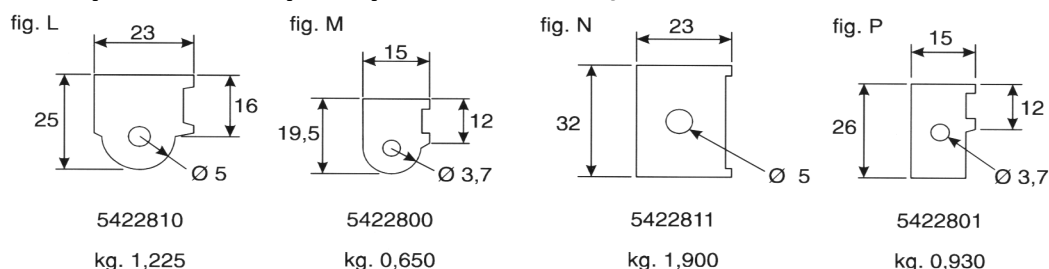 fig. L
23
25
16
Ø 5
5422810
kg. 1,225
fig. M
15
19,5
12
Ø 3,7
5422800
kg. 0,650
fig. N
23
32
Ø 5
5422811
kg. 1,900
fig. P
15
26
12
Ø 3,7
5422801
kg. 0,930